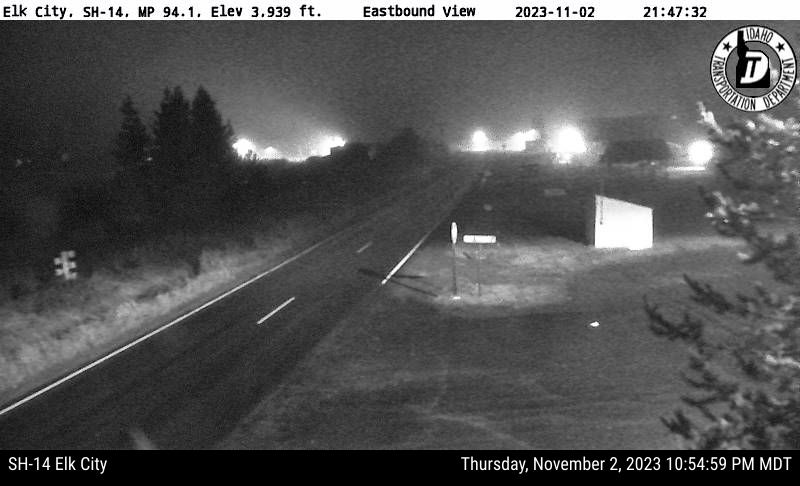 Elk City, SH-14, MP 94.1, Elev 3,939 ft. Eastbound View 2023-11-02 21:47:32
IDAHO
TRANSPORTATION DEPARTMENT
SH-14 Elk City Thursday, November 2, 2023 10:54:59 PM MDT